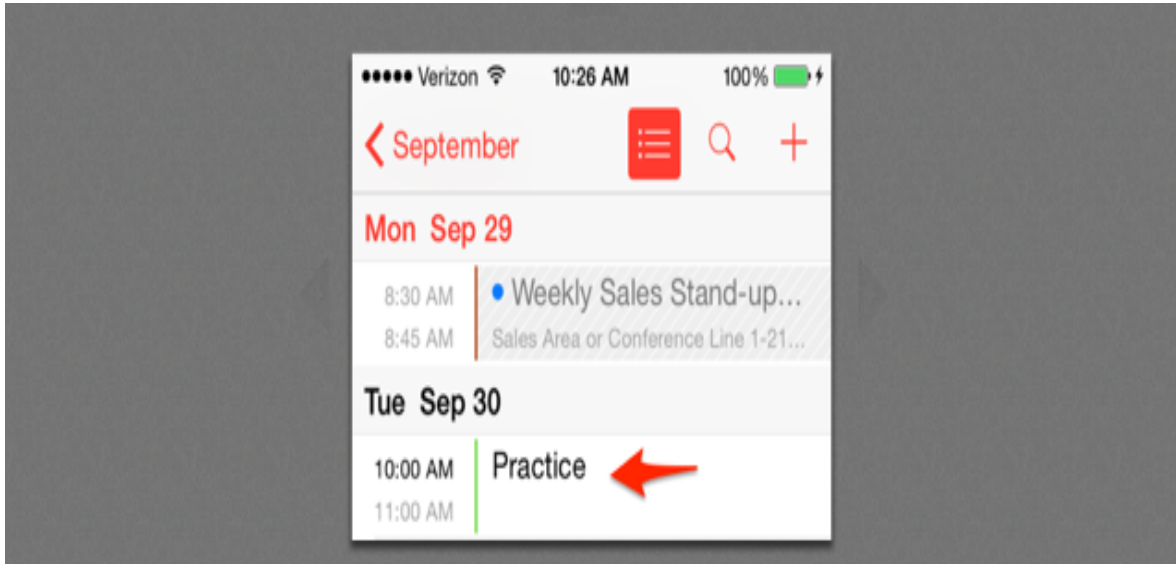 Verizon 10:26 AM 100%
September
Mon Sep 29
8:30 AM Weekly Sales Stand-up...
8:45 AM Sales Area or Conference Line 1-21...
Tue Sep 30
10:00 AM Practice
11:00 AM